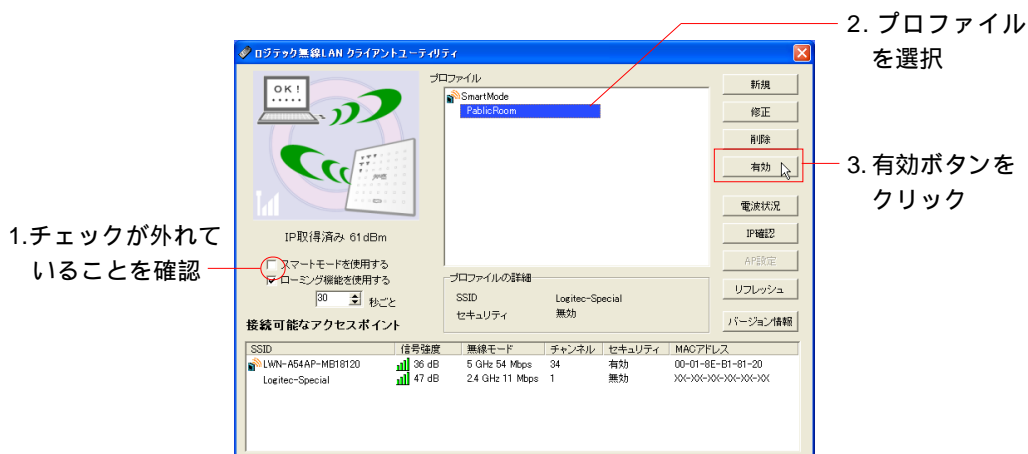 2. プロファイル
を選択
ロジテック無線LAN クライアントユーティリティ
OK!
プロファイル
SmartMode
PablicRoom
新規
修正
削除
有効
3. 有効ボタンを
クリック
電波状況
IP確認
AP設定
リフレッシュ
バージョン情報
IP取得済み 61dBm
1.チェックが外れて
いることを確認
スマートモードを使用する
ローミング機能を使用する
30 秒ごと
プロファイルの詳細
SSID Logitec-Special
セキュリティ 無効
接続可能なアクセスポイント
SSID 信号強度 無線モード チャンネル セキュリティ MACアドレス
LWN-A54AP-MB18120 36 dB 5 GHz 54 Mbps 34 有効 00-01-8E-B1-81-20
Logitec-Special 47 dB 2.4 GHz 11 Mbps 1 無効 XX-XX-XX-XX-XX-XX